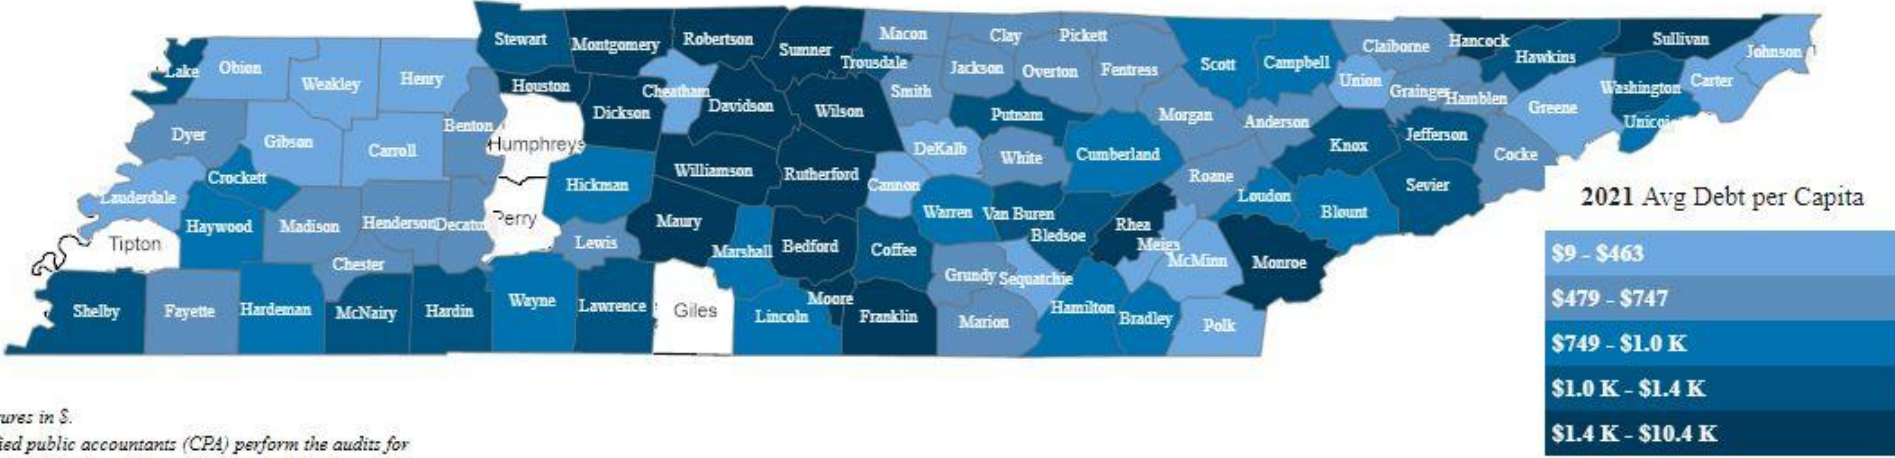 Stewart
Montgomery
Robertson
Sumner
Macon
Clay
Pickett
Claiborne
Hancock
Hawkins
Sullivan
Johnson
Lake
Obion
Weakley
Henry
Houston
Dickson
Cheatham
Davidson
Wilson
Trousdale
Smith
Jackson
Overton
Fentress
Scott
Campbell
Union
Grainger
Hamblen
Greene
Washington
Carter
Unicoi
Dyer
Gibson
Carroll
Benton
Humphreys
Putnam
Morgan
Anderson
Knox
Jefferson
Cocke
Crockett
Hickman
Williamson
Rutherford
DeKalb
White
Cumberland
Cannon
Roane
Loudon
Sevier
Blount
Lauderdale
Haywood
Madison
Henderson
Decatu
Perry
Lewis
Maury
Marshall
Bedford
Coffee
Warren
Van Buren
Bledsoe
Rhea
Meigs
McMinn
Monroe
Tipton
Chester
Grundy
Sequatchie
Shelby
Fayette
Hardeman
McNairy
Hardin
Wayne
Lawrence
Giles
Lincoln
Moore
Franklin
Marion
Hamilton
Bradley
Polk
2021 Avg Debt per Capita
$9 - $463
$479 - $747
$749 - $1.0 K
$1.0 K - $1.4 K
$1.4 K - $10.4 K
ures in $.
ied public accountants (CPA) perform the audits for